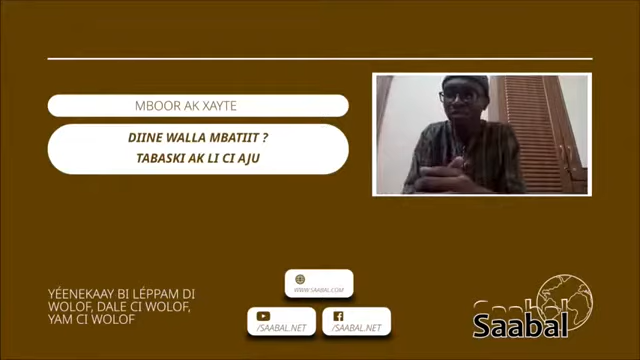 MBOOR AK XAYTE
DIINE WALLA MBATIIT ?
TABASKI AK LI CI AJU
YÉENEKAAY BI LÉPPAM DI
WOLOF, DALE CI WOLOF,
YAM CI WOLOF
WWW.SAABAL.COM
/SAABAL.NET
/SAABAL.NET
Saabal